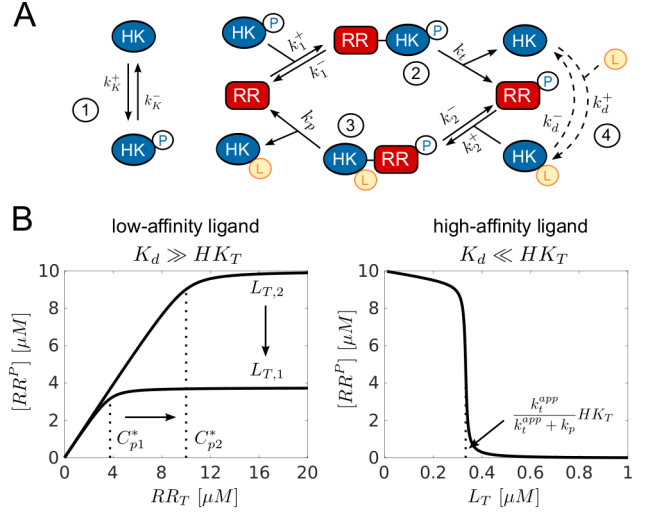 A
HK
P
HK
P
RR
HK
P
HK
k_K^+
k_K^-
1
k_1^+
k_1^-
2
k_t
L
RR
RR
P
k_p
3
k_2^-
k_2^+
k_d^-
k_d^+
4
HK
P
HK
L
HK
L
RR
P
HK
L
B
low-affinity ligand
K_d ≫ HK_T
[RR^P] [μM]
10
8
6
4
2
0
L_{T,2}
L_{T,1}
C_{p1}^*
C_{p2}^*
0 4 8 12 16 20
RR_T [μM]
high-affinity ligand
K_d ≪ HK_T
[RR^P] [μM]
10
8
6
4
2
0
k_t^{app} / (k_t^{app} + k_p) HK_T
0 0.2 0.4 0.6 0.8 1
L_T [μM]